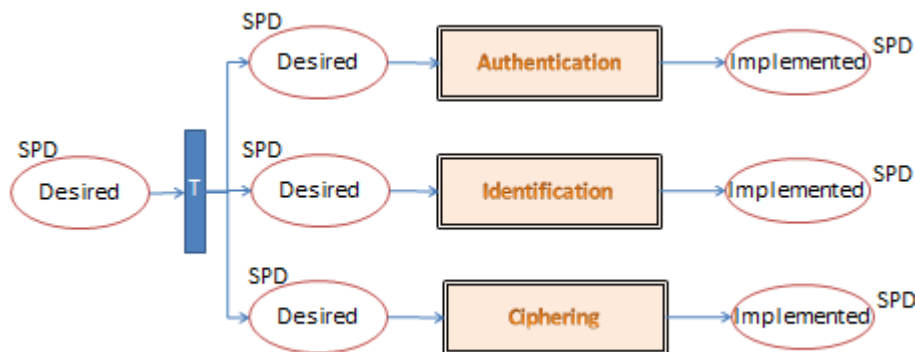 SPD
Desired
T
SPD
Desired
Authentication
Implemented
SPD
SPD
Desired
Identification
Implemented
SPD
SPD
Desired
Ciphering
Implemented
SPD